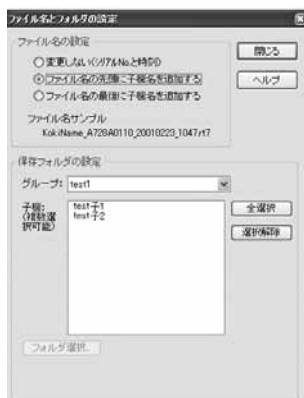 ファイル名とフォルダの設定
ファイル名の設定
変更しない(シリアルNo.と時刻)
ファイル名の先頭に子機名を追加する
ファイル名の最後に子機名を追加する
閉じる
ヘルプ
ファイル名サンプル
KokiName_A728A0110_20010223_1047.rt7
保存フォルダの設定
グループ: test1
子機:
(複数選
択可能)
test子1
test子2
全選択
選択解除
フォルダ選択...